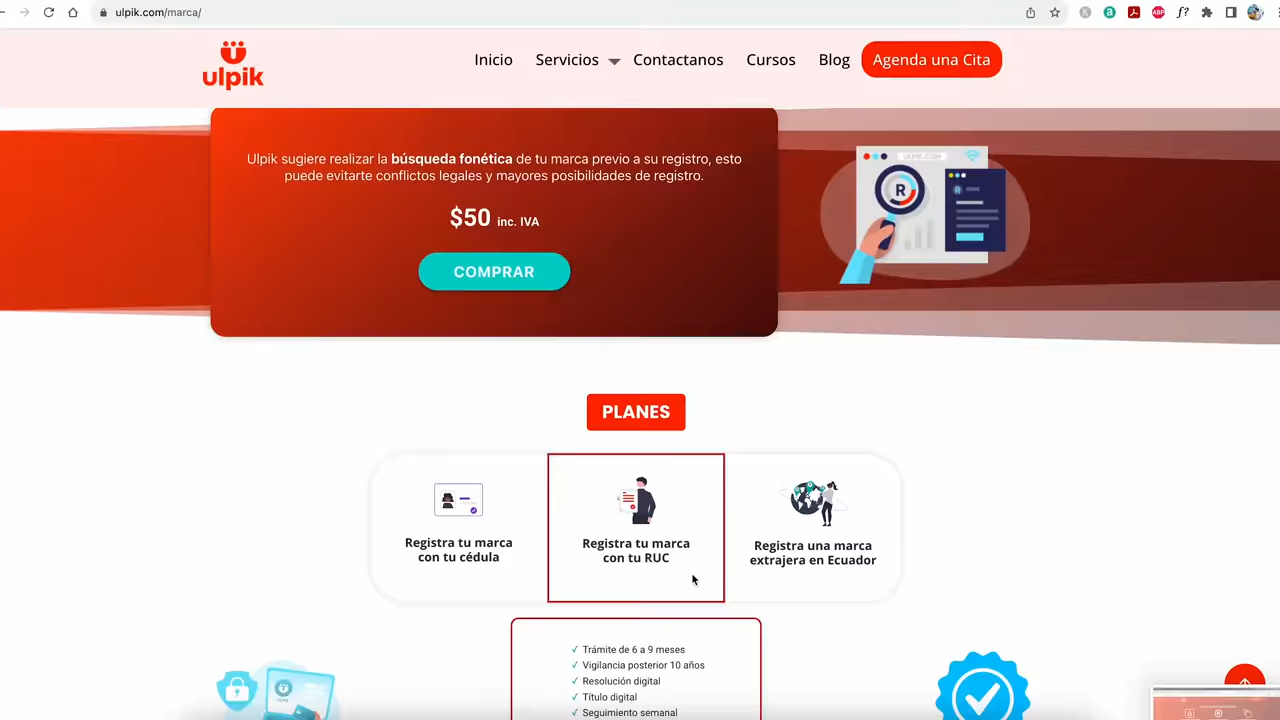 ulpik.com/marca/
ABP
f?
ulpik
Inicio
Servicios
Contactanos
Cursos
Blog
Agenda una Cita
Ulpik sugiere realizar la búsqueda fonética de tu marca previo a su registro, esto
puede evitarte conflictos legales y mayores posibilidades de registro.
$50 inc. IVA
COMPRAR
ULPIK.COM
R
R
PLANES
Registra tu marca
con tu cédula
Registra tu marca
con tu RUC
Registra una marca
extrajera en Ecuador
✓ Trámite de 6 a 9 meses
✓ Vigilancia posterior 10 años
✓ Resolución digital
✓ Título digital
✓ Seguimiento semanal